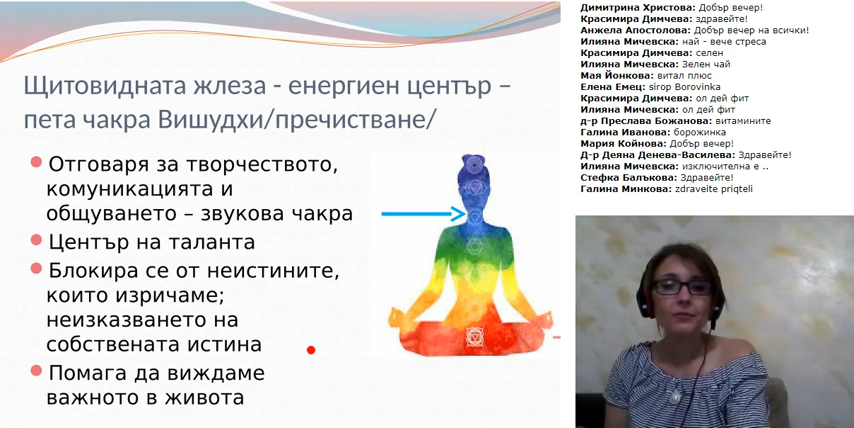 Щитовидната жлеза - енергиен център –
пета чакра Вишудхи/пречистване/
Отговаря за творчеството,
комуникацията и
общуването – звукова чакра
Център на таланта
Блокира се от неистините,
които изричаме;
неизказването на
собствената истина
Помага да виждаме
важното в живота
Димитрина Христова: Добър вечер!
Красимира Димчева: здравейте!
Анжела Апостолова: Добър вечер на всички!
Илияна Мичевска: най - вече стреса
Красимира Димчева: селен
Илияна Мичевска: Зелен чай
Мая Йонкова: витал плюс
Елена Емец: sirop Borovinka
Красимира Димчева: ол дей фит
Илияна Мичевска: ол дей фит
д-р Преслава Божанова: витамините
Галина Иванова: борожинка
Мария Койнова: Добър вечер!
Д-р Деяна Денева-Василева: Здравейте!
Илияна Мичевска: изключителна е ..
Стефка Балъкова: Здравейте!
Галина Минкова: zdraveite priqteli